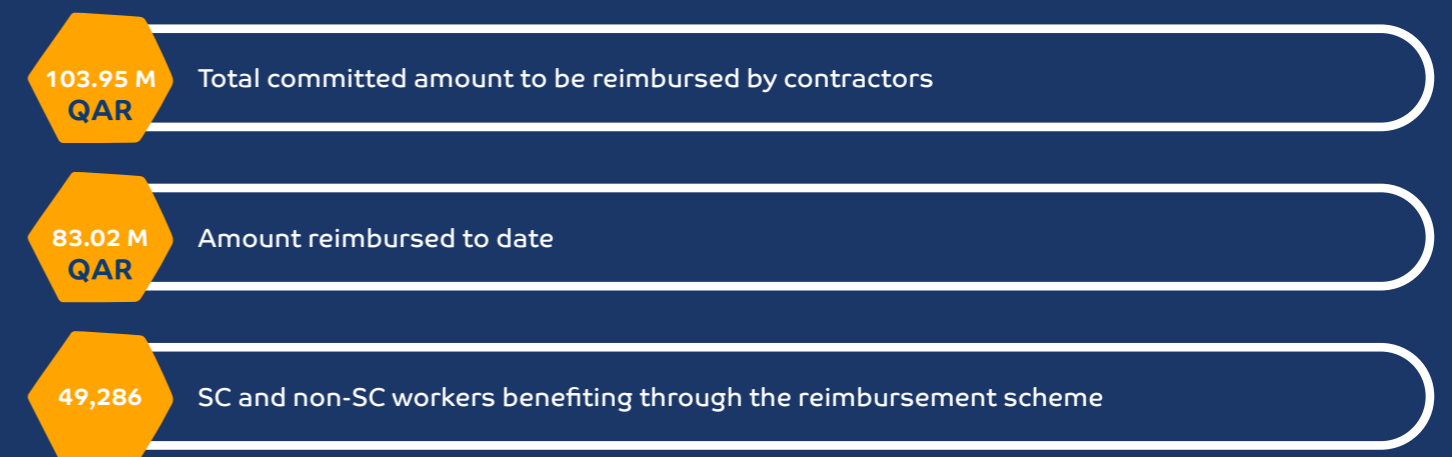 103.95 M
QAR
Total committed amount to be reimbursed by contractors
83.02 M
QAR
Amount reimbursed to date
49,286
SC and non-SC workers benefiting through the reimbursement scheme